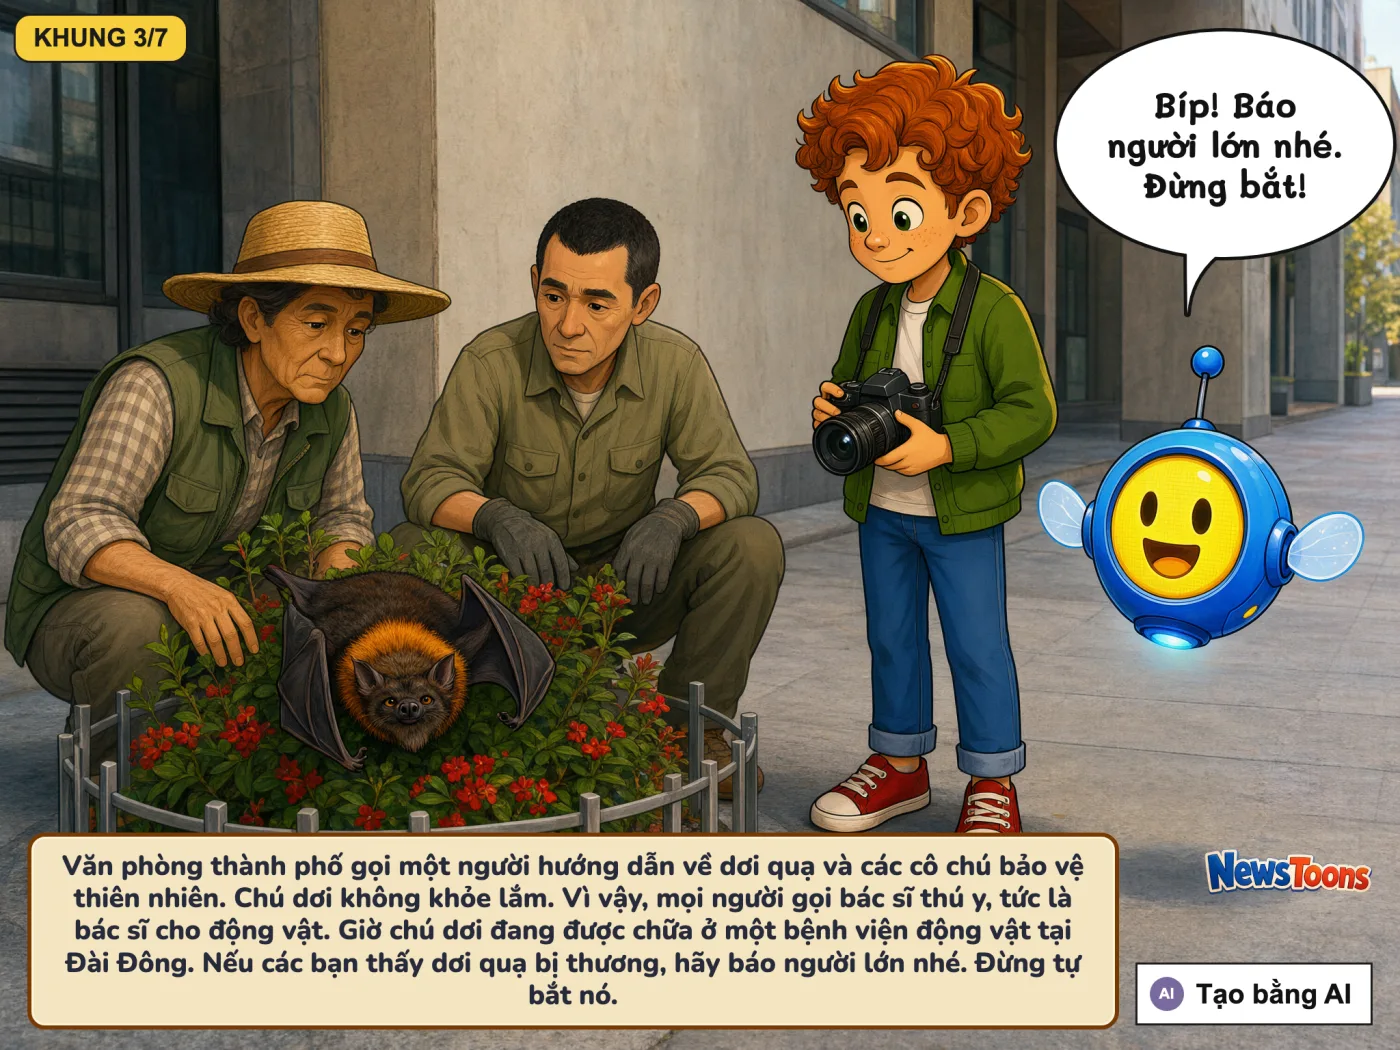 KHUNG 3/7
Bíp! Báo
người lớn nhé.
Đừng bắt!
Văn phòng thành phố gọi một người hướng dẫn về dơi quạ và các cô chú bảo vệ
thiên nhiên. Chú dơi không khỏe lắm. Vì vậy, mọi người gọi bác sĩ thú y, tức là
bác sĩ cho động vật. Giờ chú dơi đang được chữa ở một bệnh viện động vật tại
Đài Đông. Nếu các bạn thấy dơi quạ bị thương, hãy báo người lớn nhé. Đừng tự
bắt nó.
NewsToons
AI Tạo bằng AI